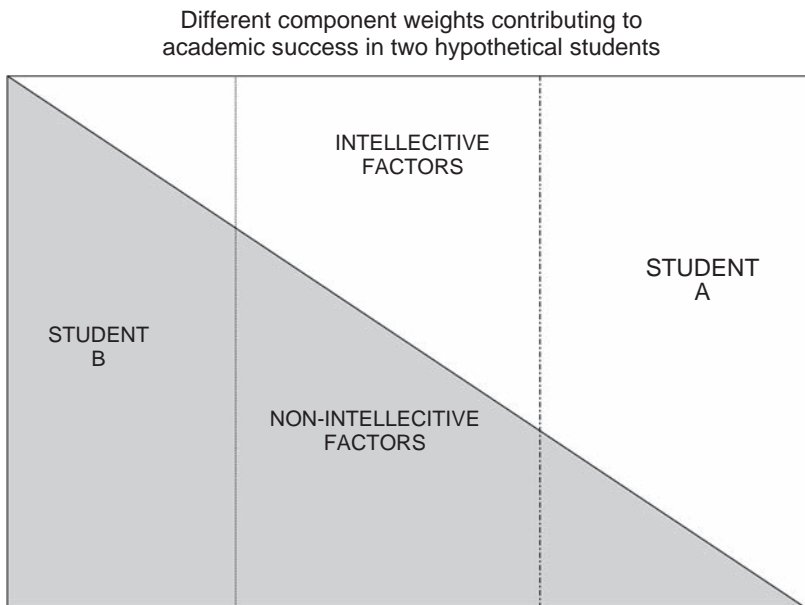 Different component weights contributing to
academic success in two hypothetical students
INTELLECITIVE
FACTORS
STUDENT
A
STUDENT
B
NON-INTELLECITIVE
FACTORS